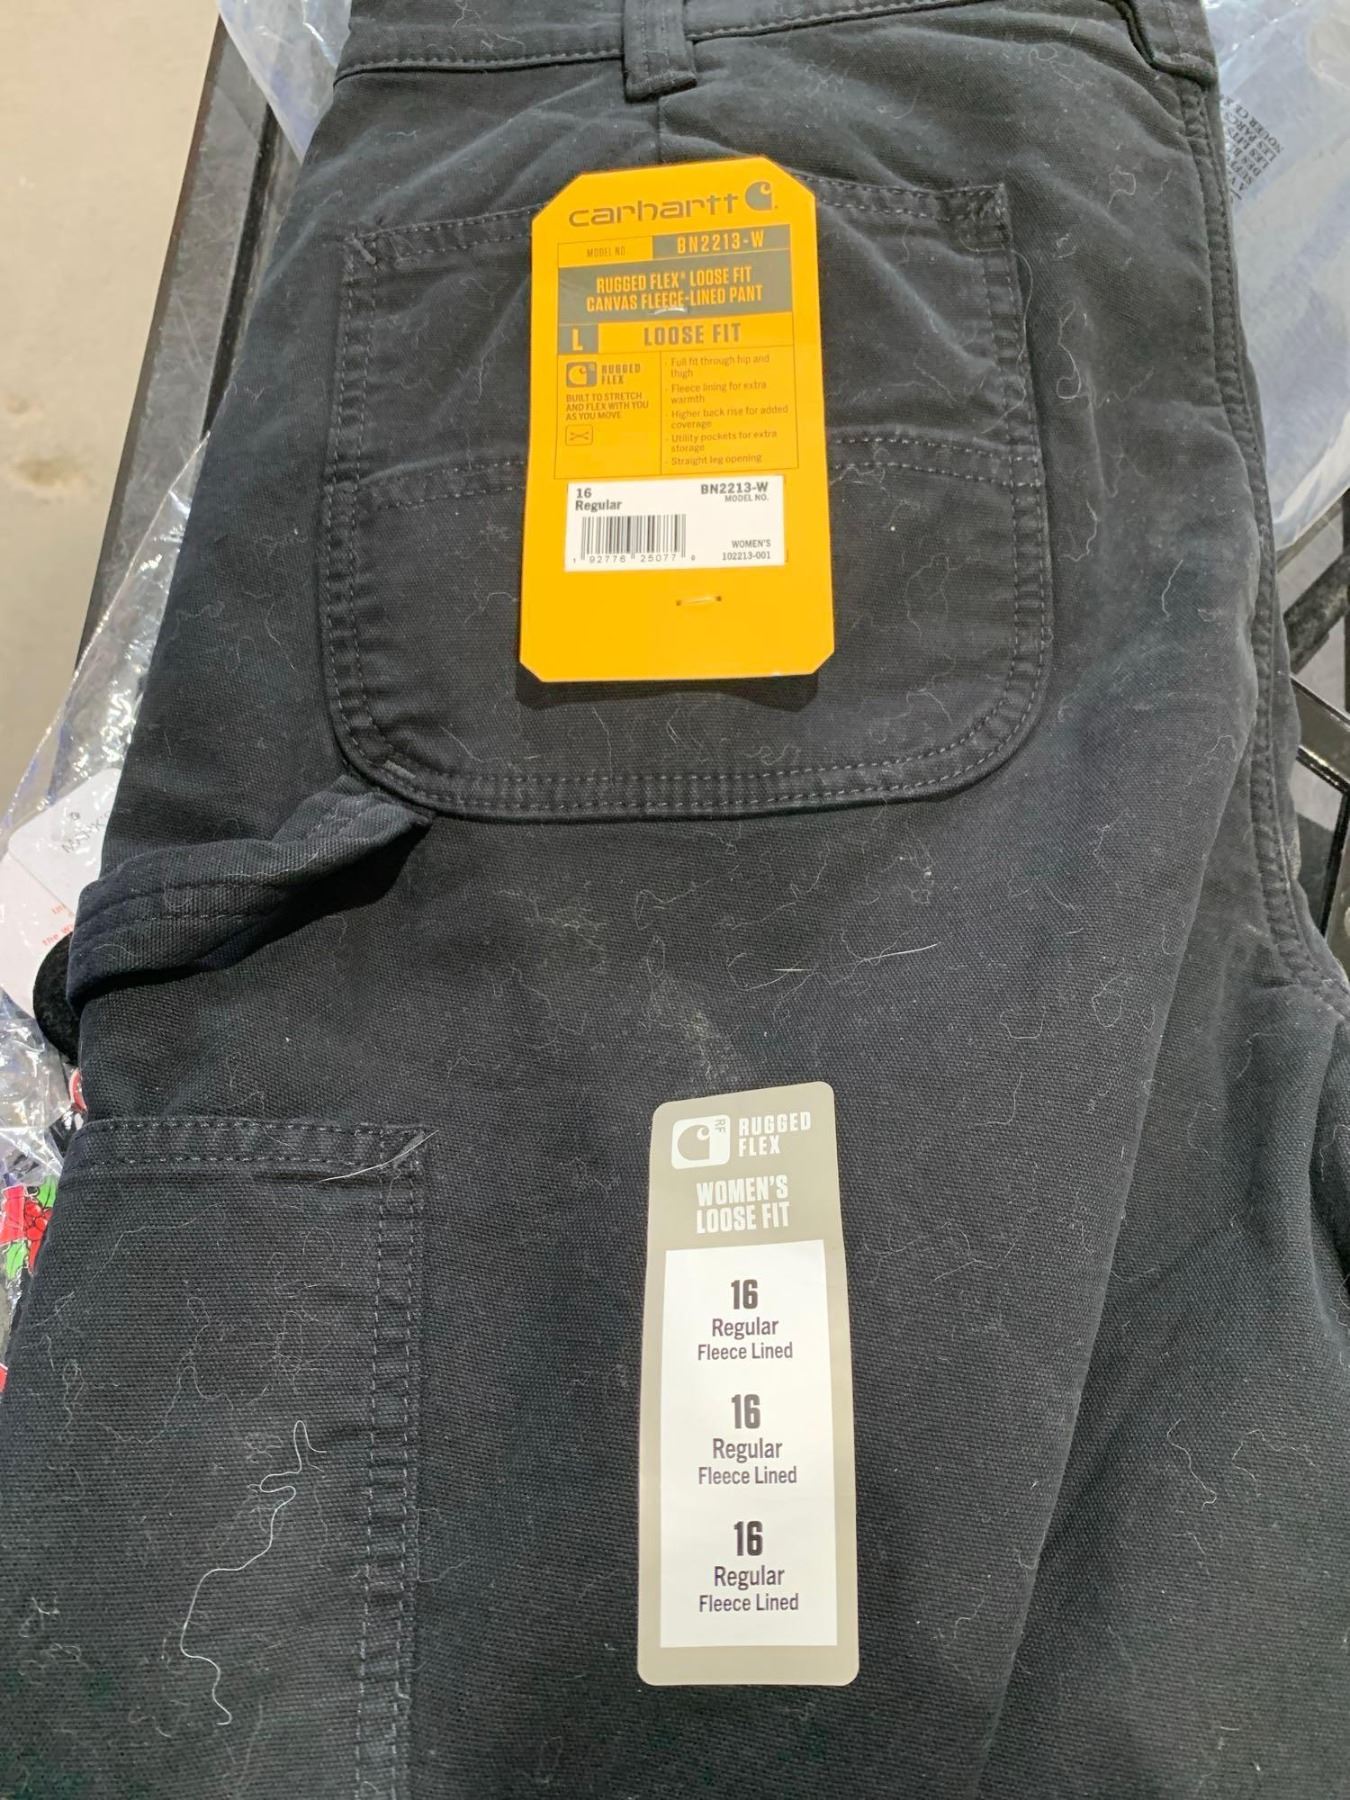 carhartt
MODEL NO. BN2213-W
RUGGED FLEX® LOOSE FIT
CANVAS FLEECE-LINED PANT
L LOOSE FIT
RUGGED
FLEX
BUILT TO STRETCH
AND FLEX WITH YOU
AS YOU MOVE
- Full fit through hip and
thigh
- Fleece lining for extra
warmth
- Higher back rise for added
coverage
- Utility pockets for extra
storage
- Straight leg opening
16
Regular
BN2213-W
MODEL NO.
1 92776 25077
WOMEN'S
102213-001
RF
RUGGED
FLEX
WOMEN'S
LOOSE FIT
16
Regular
Fleece Lined
16
Regular
Fleece Lined
16
Regular
Fleece Lined